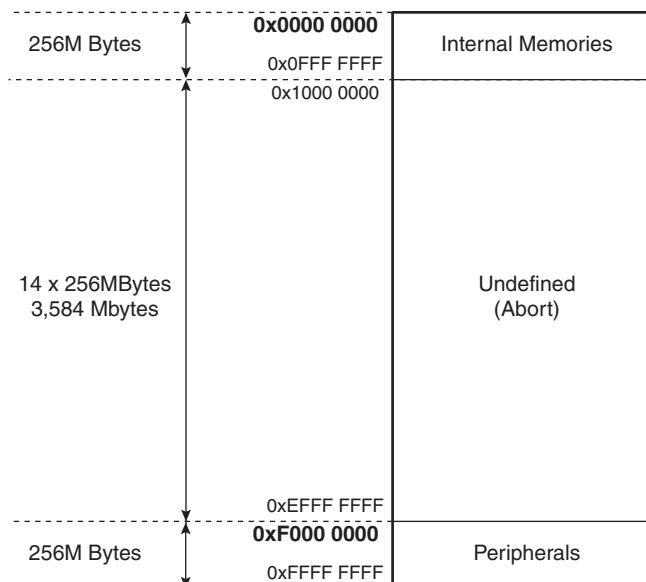 256M Bytes
0x0000 0000
0x0FFF FFFF
Internal Memories
0x1000 0000
14 x 256MBytes
3,584 Mbytes
Undefined
(Abort)
0xEFFF FFFF
256M Bytes
0xF000 0000
0xFFFF FFFF
Peripherals